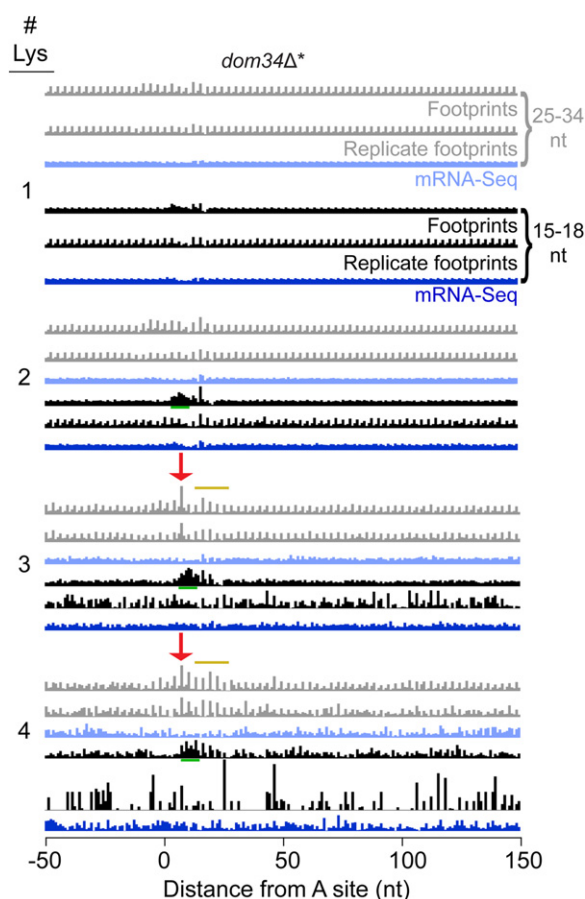 #
Lys
dom34Δ*
Footprints
Replicate footprints
mRNA-Seq
25-34
nt
1
Footprints
Replicate footprints
mRNA-Seq
15-18
nt
2
3
4
-50 0 50 100 150
Distance from A site (nt)